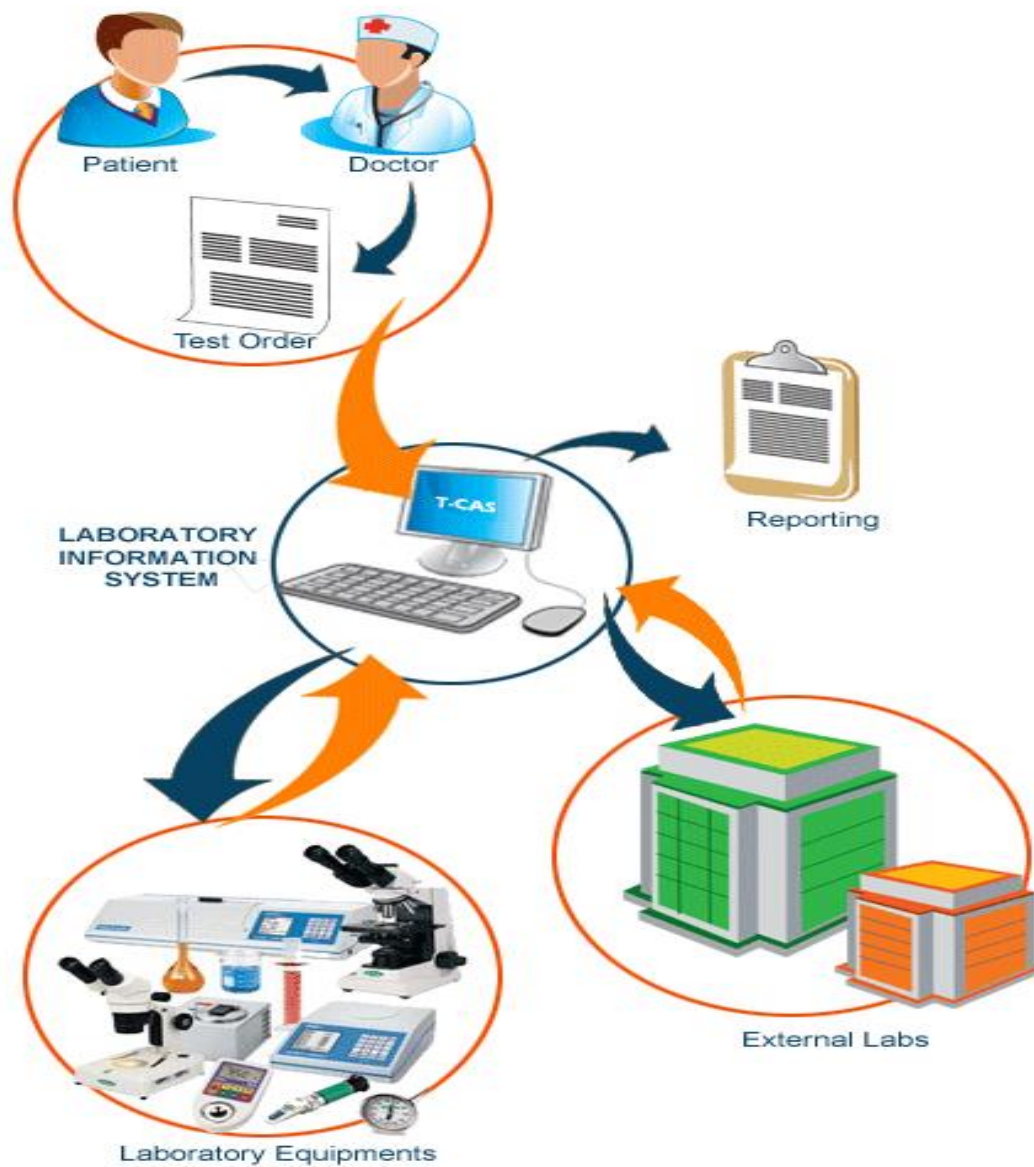 Patient
Doctor
Test Order
T-CAS
LABORATORY
INFORMATION
SYSTEM
Reporting
External Labs
Laboratory Equipments